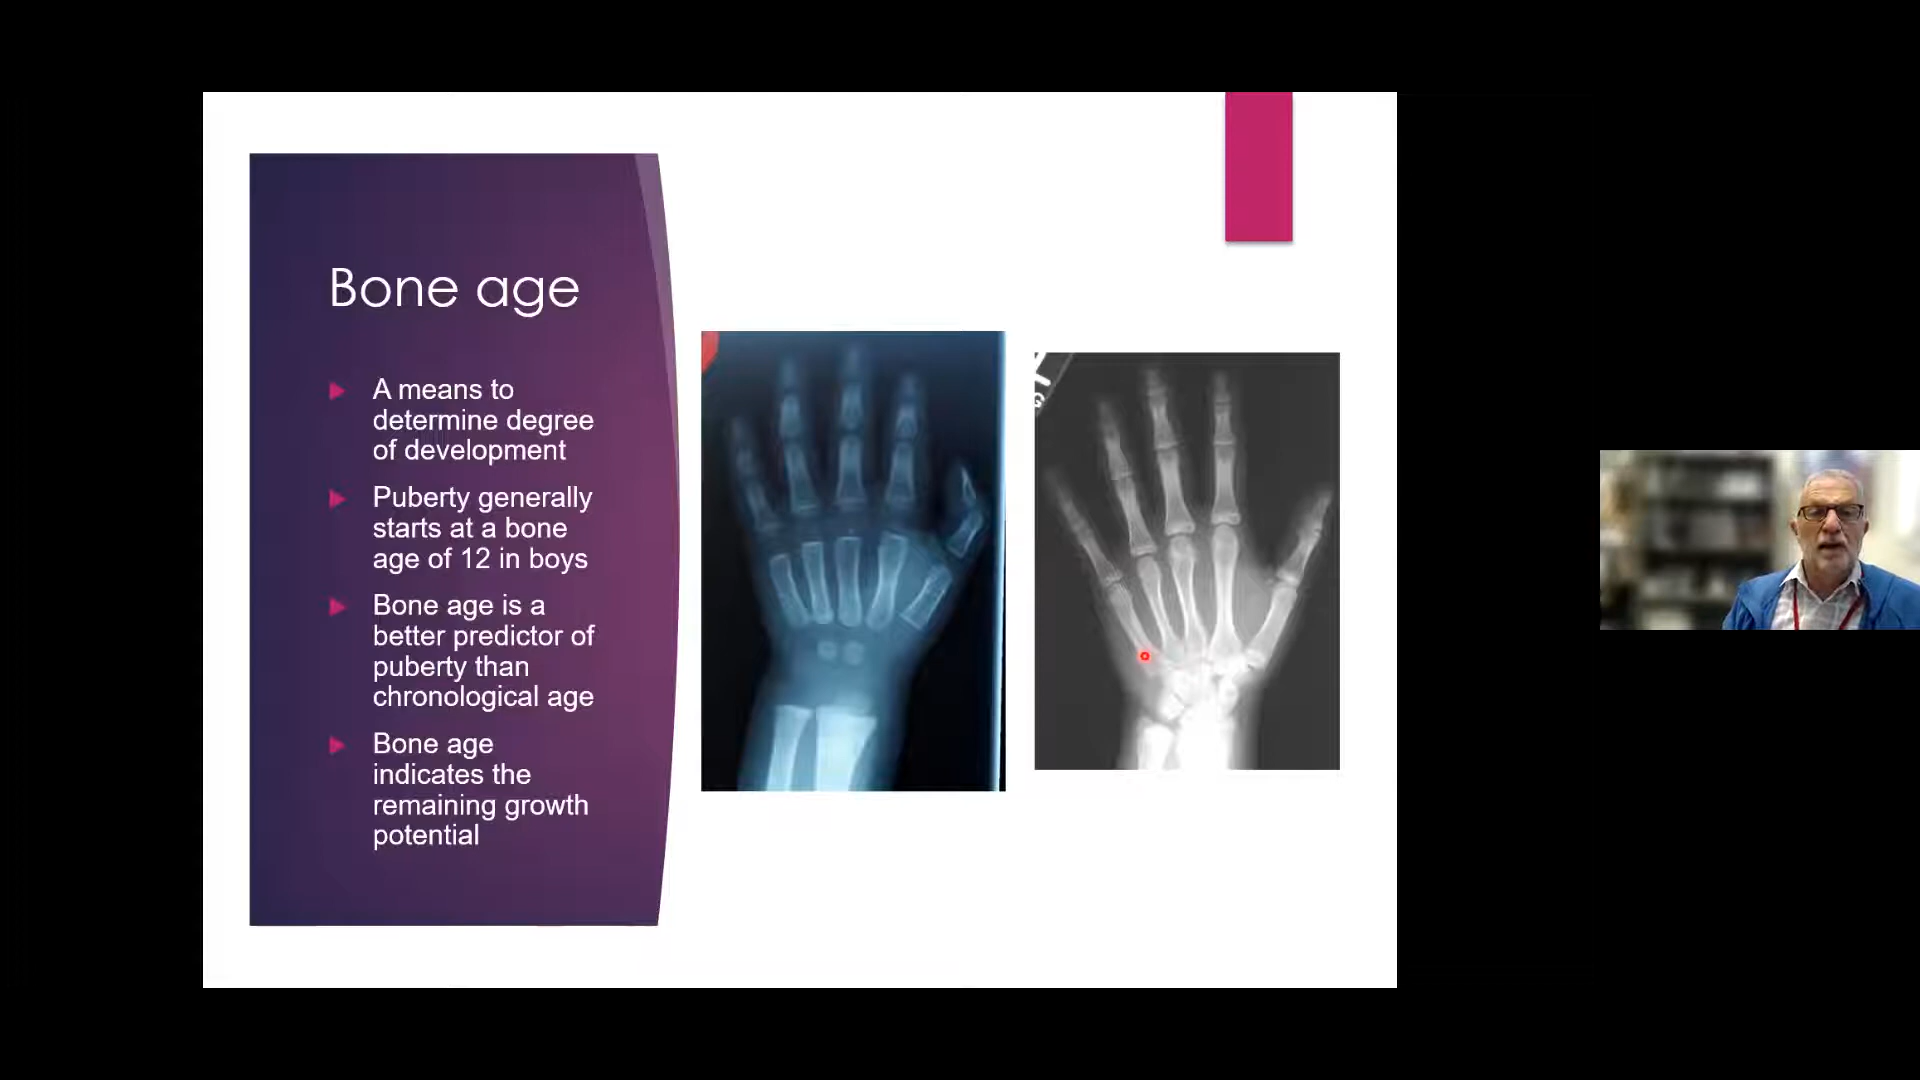 Bone age
A means to
determine degree
of development
Puberty generally
starts at a bone
age of 12 in boys
Bone age is a
better predictor of
puberty than
chronological age
Bone age
indicates the
remaining growth
potential